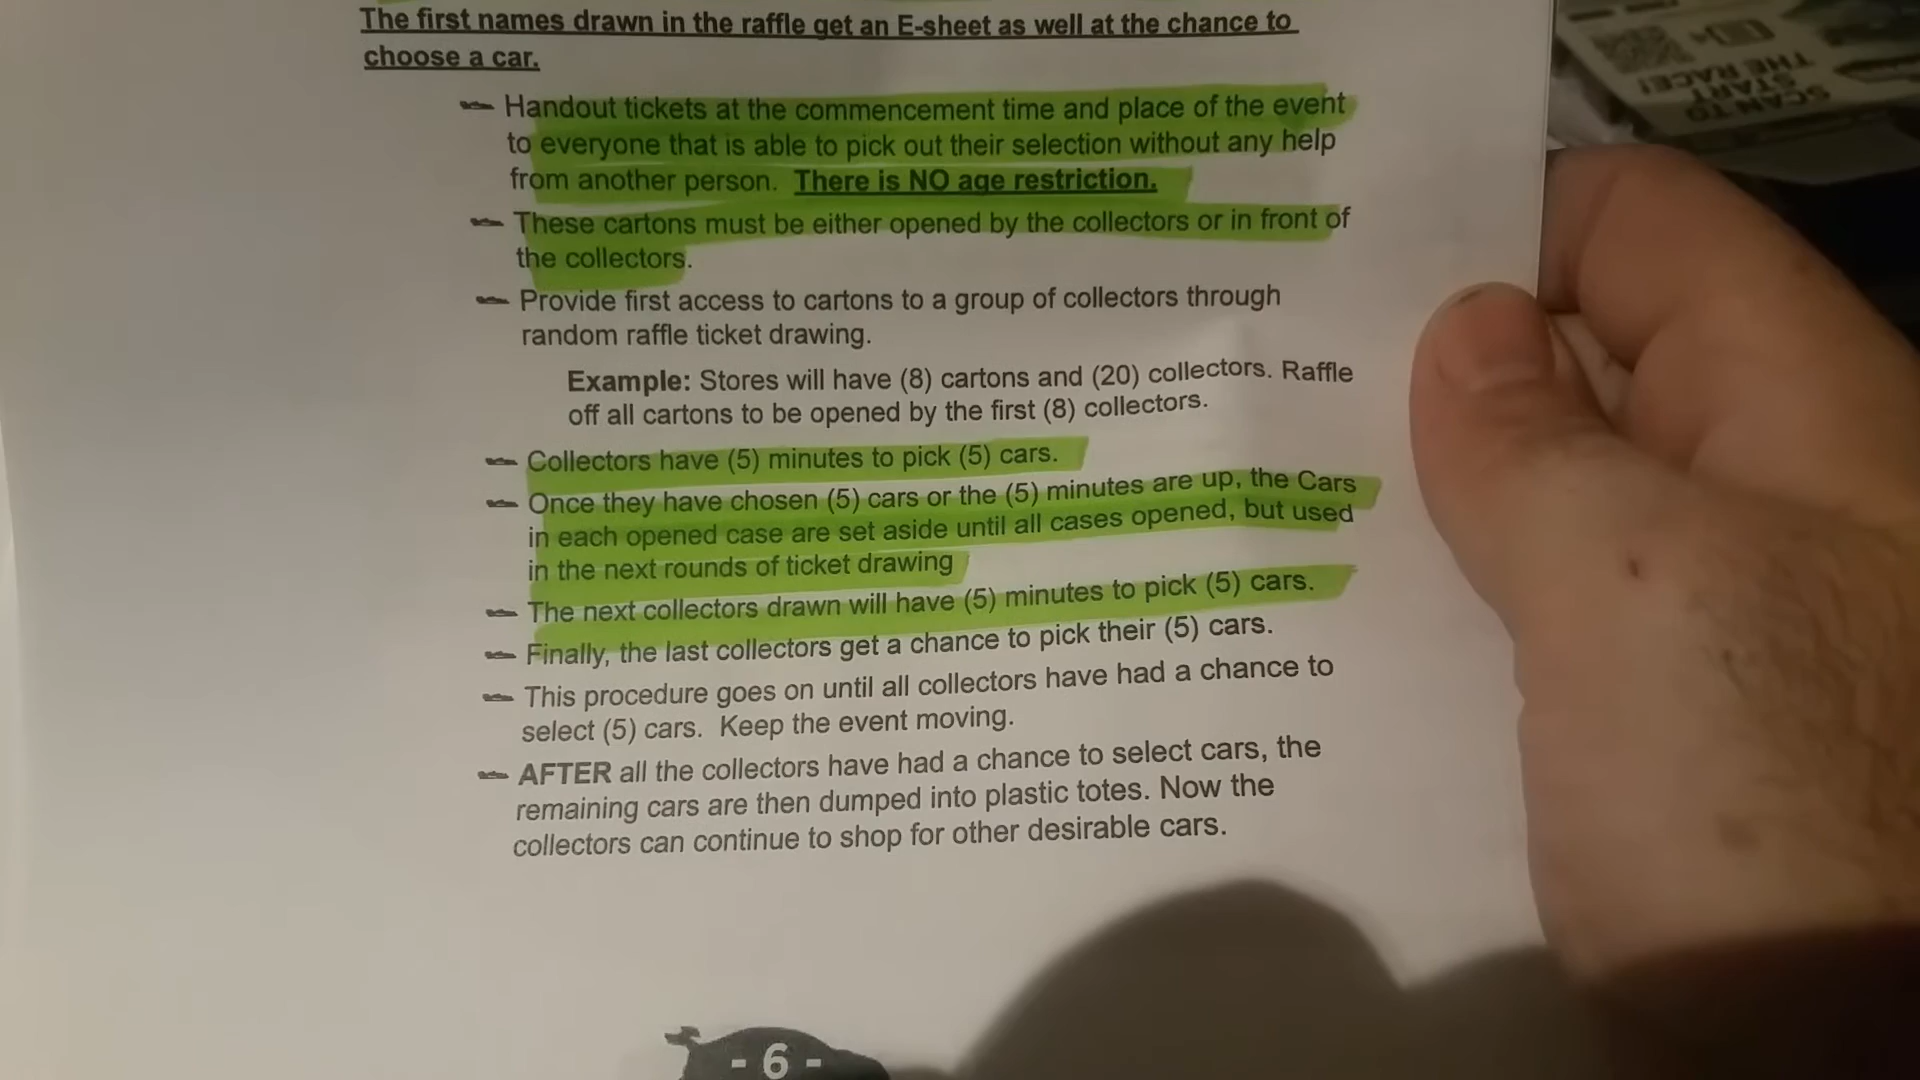 The first names drawn in the raffle get an E-sheet as well at the chance to
choose a car.
Handout tickets at the commencement time and place of the event
to everyone that is able to pick out their selection without any help
from another person. There is NO age restriction.
These cartons must be either opened by the collectors or in front of
the collectors.
Provide first access to cartons to a group of collectors through
random raffle ticket drawing.
Example: Stores will have (8) cartons and (20) collectors. Raffle
off all cartons to be opened by the first (8) collectors.
Collectors have (5) minutes to pick (5) cars.
Once they have chosen (5) cars or the (5) minutes are up, the Cars
in each opened case are set aside until all cases opened, but used
in the next rounds of ticket drawing
The next collectors drawn will have (5) minutes to pick (5) cars.
Finally, the last collectors get a chance to pick their (5) cars.
This procedure goes on until all collectors have had a chance to
select (5) cars. Keep the event moving.
AFTER all the collectors have had a chance to select cars, the
remaining cars are then dumped into plastic totes. Now the
collectors can continue to shop for other desirable cars.
- 6 -
SCAN TO
START
THE RACE!